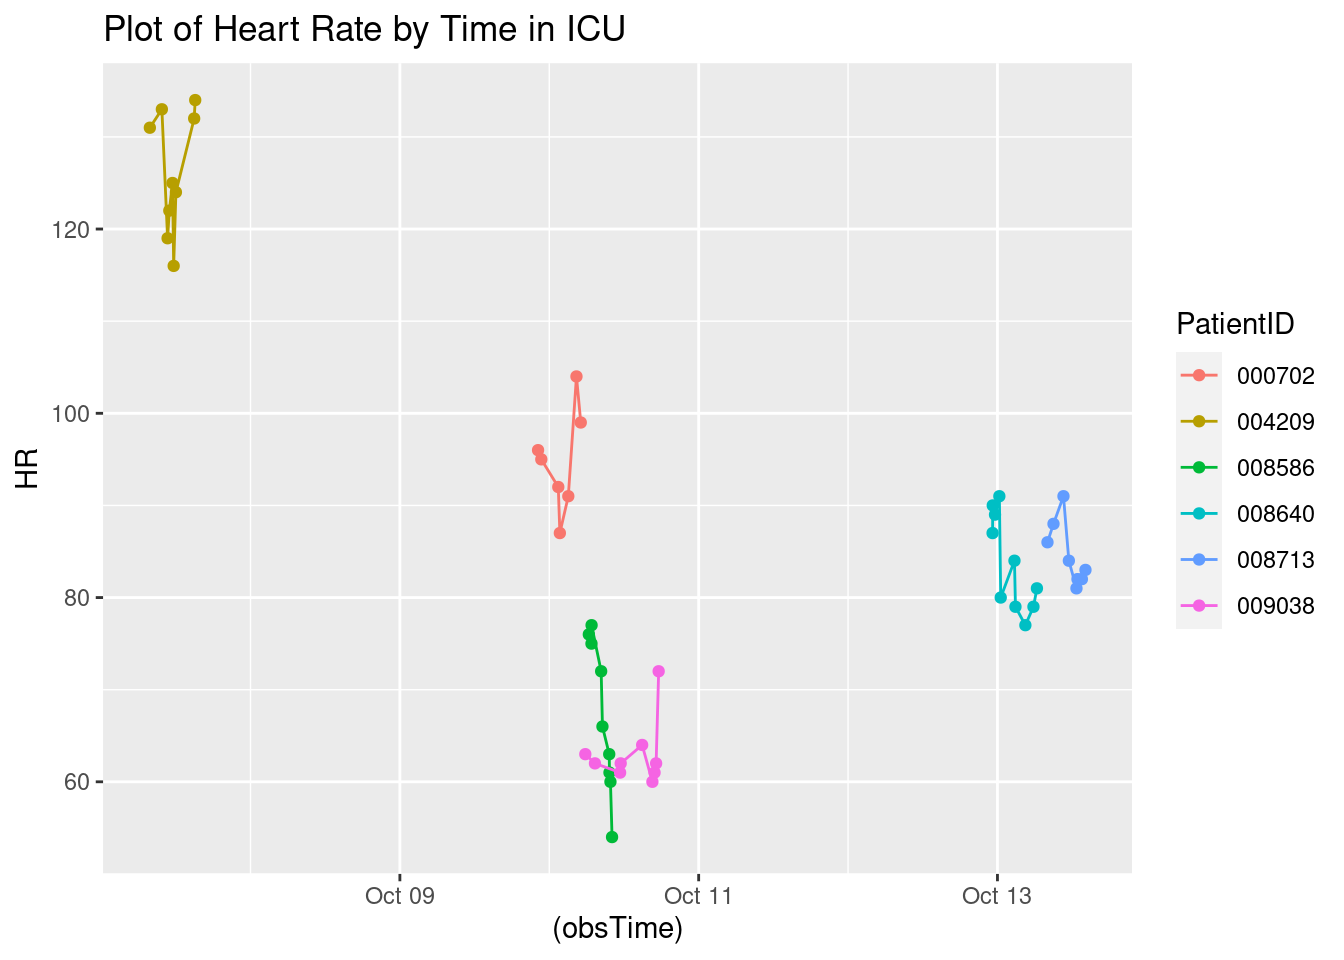 Plot of Heart Rate by Time in ICU
HR
120
100
80
60
Oct 09
Oct 11
Oct 13
(obsTime)
PatientID
000702
004209
008586
008640
008713
009038